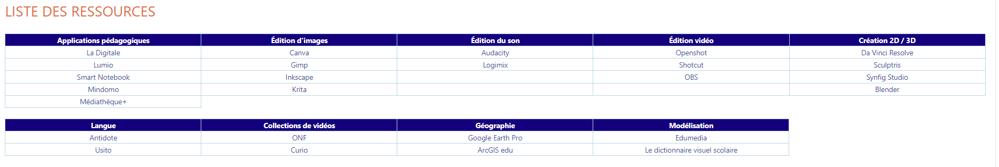 LISTE DES RESSOURCES
Applications pédagogiques Édition d'images Édition du son Édition vidéo Création 2D / 3D
La Digitale Canva Audacity Openshot Da Vinci Resolve
Lumio Gimp Logimix Shotcut Sculptris
Smart Notebook Inkscape OBS Synfig Studio
Mindomo Krita Blender
Médiathèque+
Langue Collections de vidéos Géographie Modélisation
Antidote ONF Google Earth Pro Edumedia
Usito Curio ArcGIS edu Le dictionnaire visuel scolaire